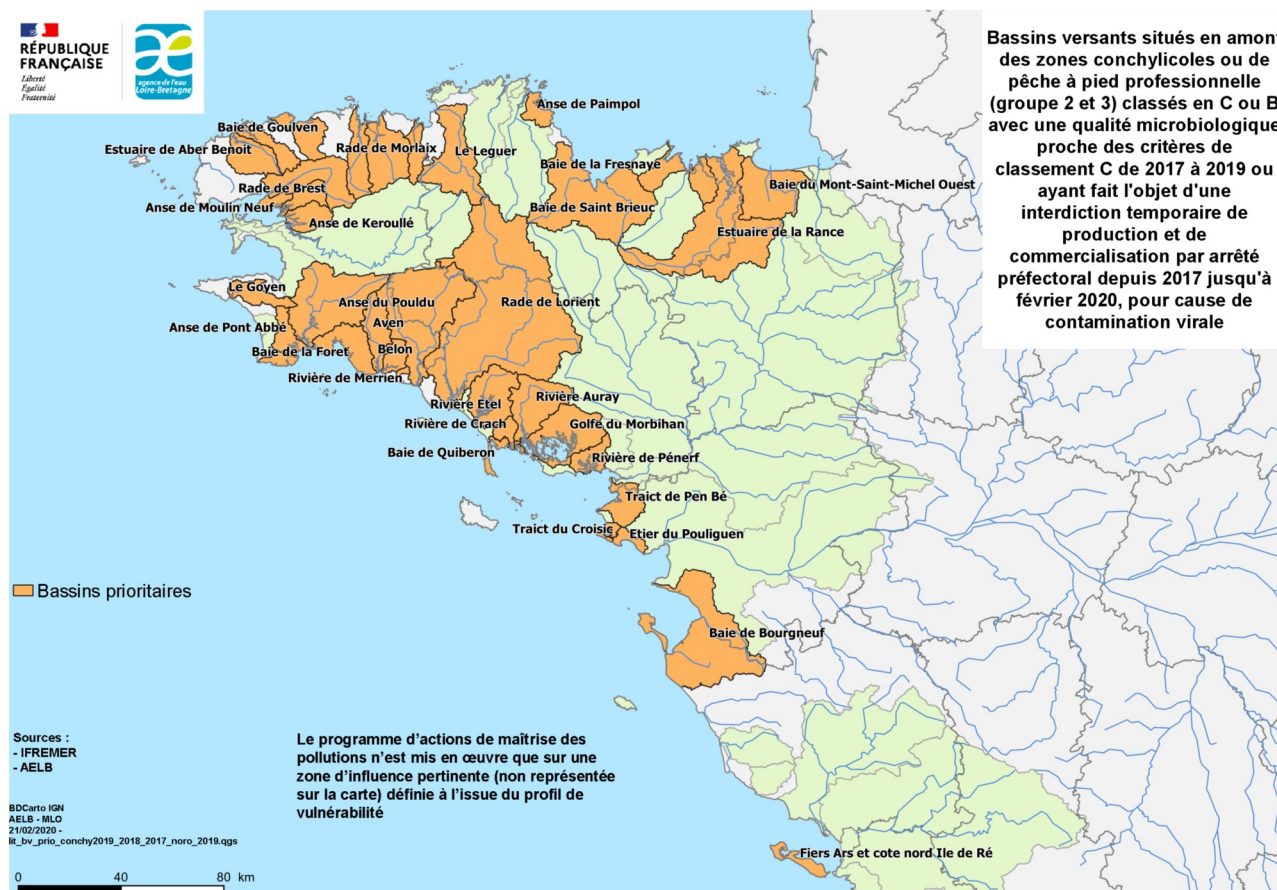 RÉPUBLIQUE
FRANÇAISE
Liberté
Égalité
Fraternité
agence de l'eau
Loire-Bretagne
Bassins versants situés en amont
des zones conchylicoles ou de
pêche à pied professionnelle
(groupe 2 et 3) classés en C ou B
avec une qualité microbiologique
proche des critères de
classement C de 2017 à 2019 ou
ayant fait l'objet d'une
interdiction temporaire de
production et de
commercialisation par arrêté
préfectoral depuis 2017 jusqu'à
février 2020, pour cause de
contamination virale
Anse de Paimpol
Baie de Goulven
Estuaire de Aber Benoit
Rade de Morlaix
Le Leguer
Baie de la Fresnaye
Rade de Brest
Baie du Mont-Saint-Michel Ouest
Anse de Moulin Neuf
Baie de Saint Brieuc
Anse de Keroullé
Estuaire de la Rance
Le Goyen
Anse du Pouldu
Rade de Lorient
Anse de Pont Abbé
Aven
Baie de la Foret
Belon
Rivière de Merrien
Rivière Etel
Rivière Auray
Rivière de Crach
Golfe du Morbihan
Baie de Quiberon
Rivière de Pénerf
Traict de Pen Bé
Traict du Croisic
Etier du Pouliguen
Bassins prioritaires
Baie de Bourgneuf
Sources :
- IFREMER
- AELB
Le programme d'actions de maîtrise des
pollutions n'est mis en œuvre que sur une
zone d'influence pertinente (non représentée
sur la carte) définie à l'issue du profil de
vulnérabilité
BDCarto IGN
AELB - MLO
21/02/2020 -
lit_bv_prio_conchy2019_2018_2017_noro_2019.qgs
Fiers Ars et cote nord Ile de Ré
0 40 80 km